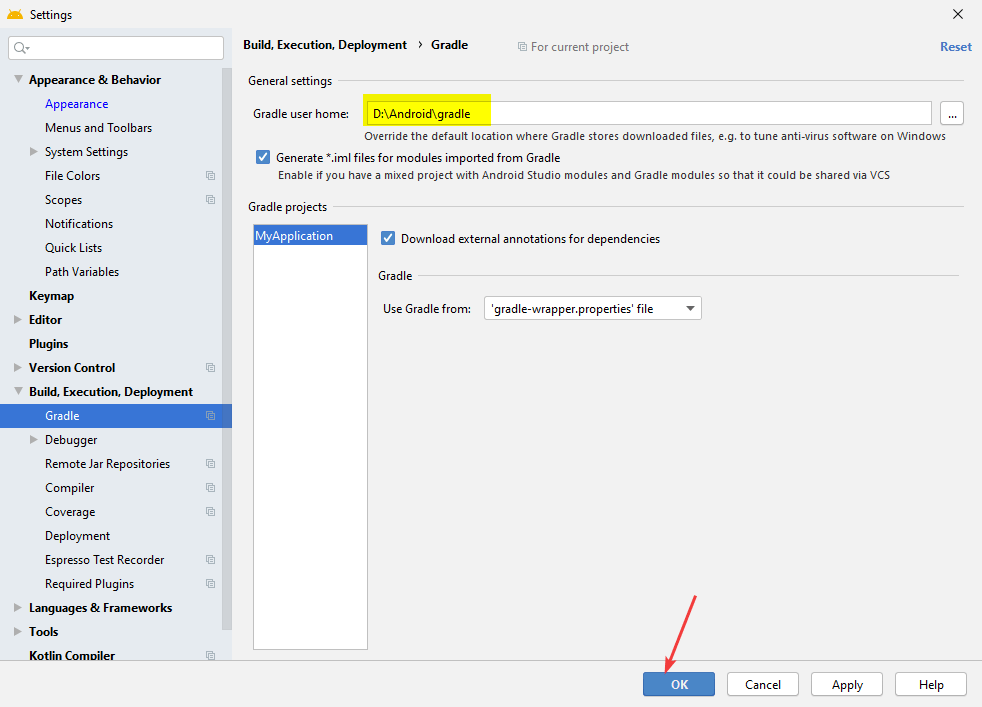 Settings
Build, Execution, Deployment › Gradle
For current project
Reset
Appearance & Behavior
Appearance
Menus and Toolbars
System Settings
File Colors
Scopes
Notifications
Quick Lists
Path Variables
Keymap
Editor
Plugins
Version Control
Build, Execution, Deployment
Gradle
Debugger
Remote Jar Repositories
Compiler
Coverage
Deployment
Espresso Test Recorder
Required Plugins
Languages & Frameworks
Tools
Kotlin Compiler
General settings
Gradle user home: D:\Android\gradle ...
Override the default location where Gradle stores downloaded files, e.g. to tune anti-virus software on Windows
Generate *.iml files for modules imported from Gradle
Enable if you have a mixed project with Android Studio modules and Gradle modules so that it could be shared via VCS
Gradle projects
MyApplication
Download external annotations for dependencies
Gradle
Use Gradle from: 'gradle-wrapper.properties' file
OK
Cancel
Apply
Help